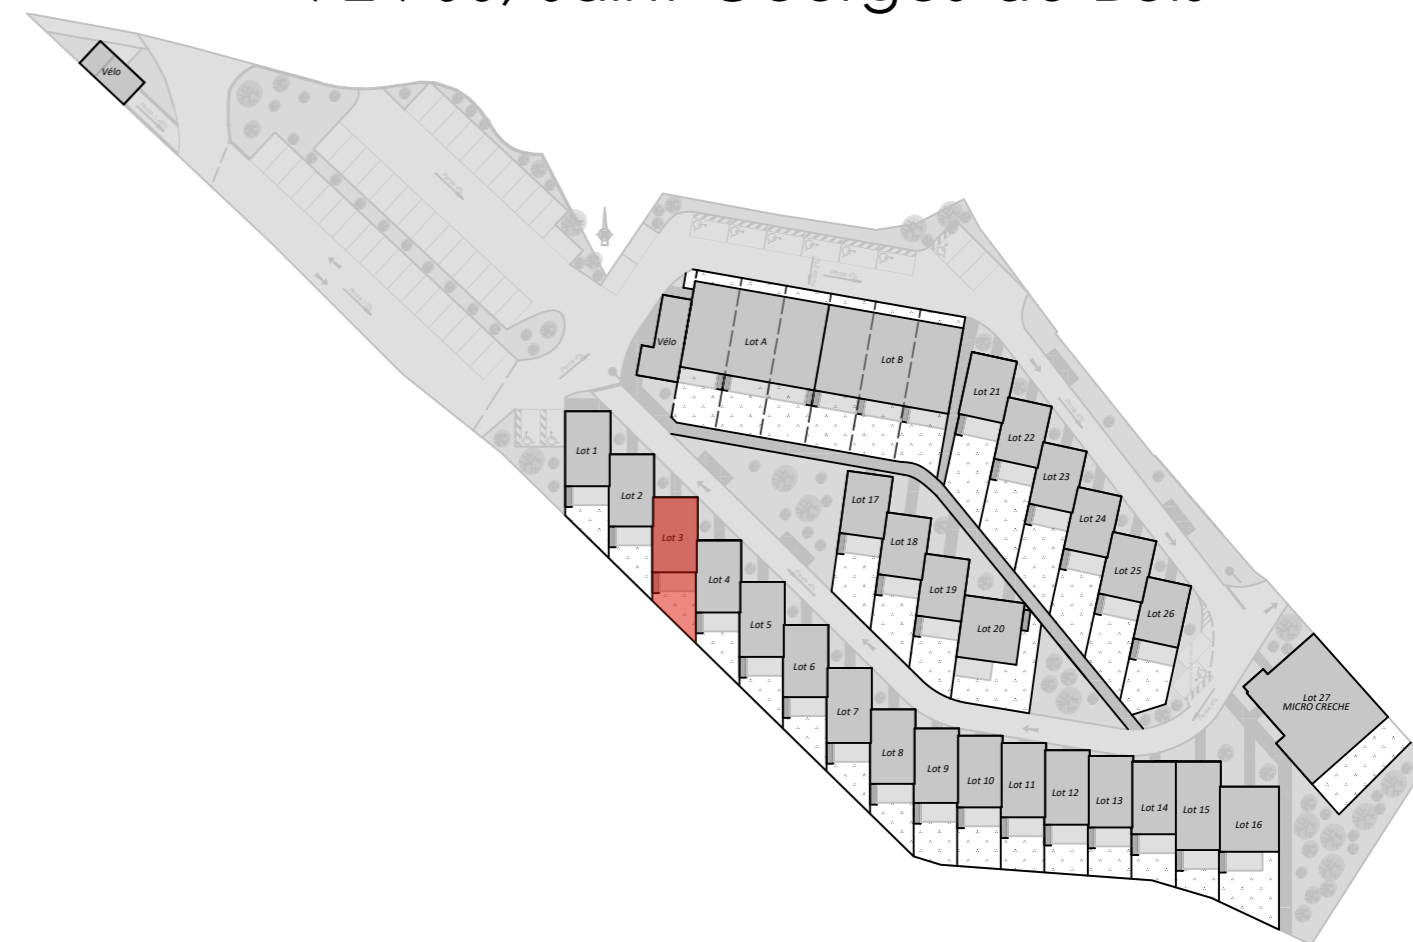 Vélo
Vélo
Lot A
Lot B
Lot 1
Lot 2
Lot 3
Lot 4
Lot 5
Lot 6
Lot 7
Lot 8
Lot 9
Lot 10
Lot 11
Lot 12
Lot 13
Lot 14
Lot 15
Lot 16
Lot 17
Lot 18
Lot 19
Lot 20
Lot 21
Lot 22
Lot 23
Lot 24
Lot 25
Lot 26
Lot 27
MICRO CRECHE